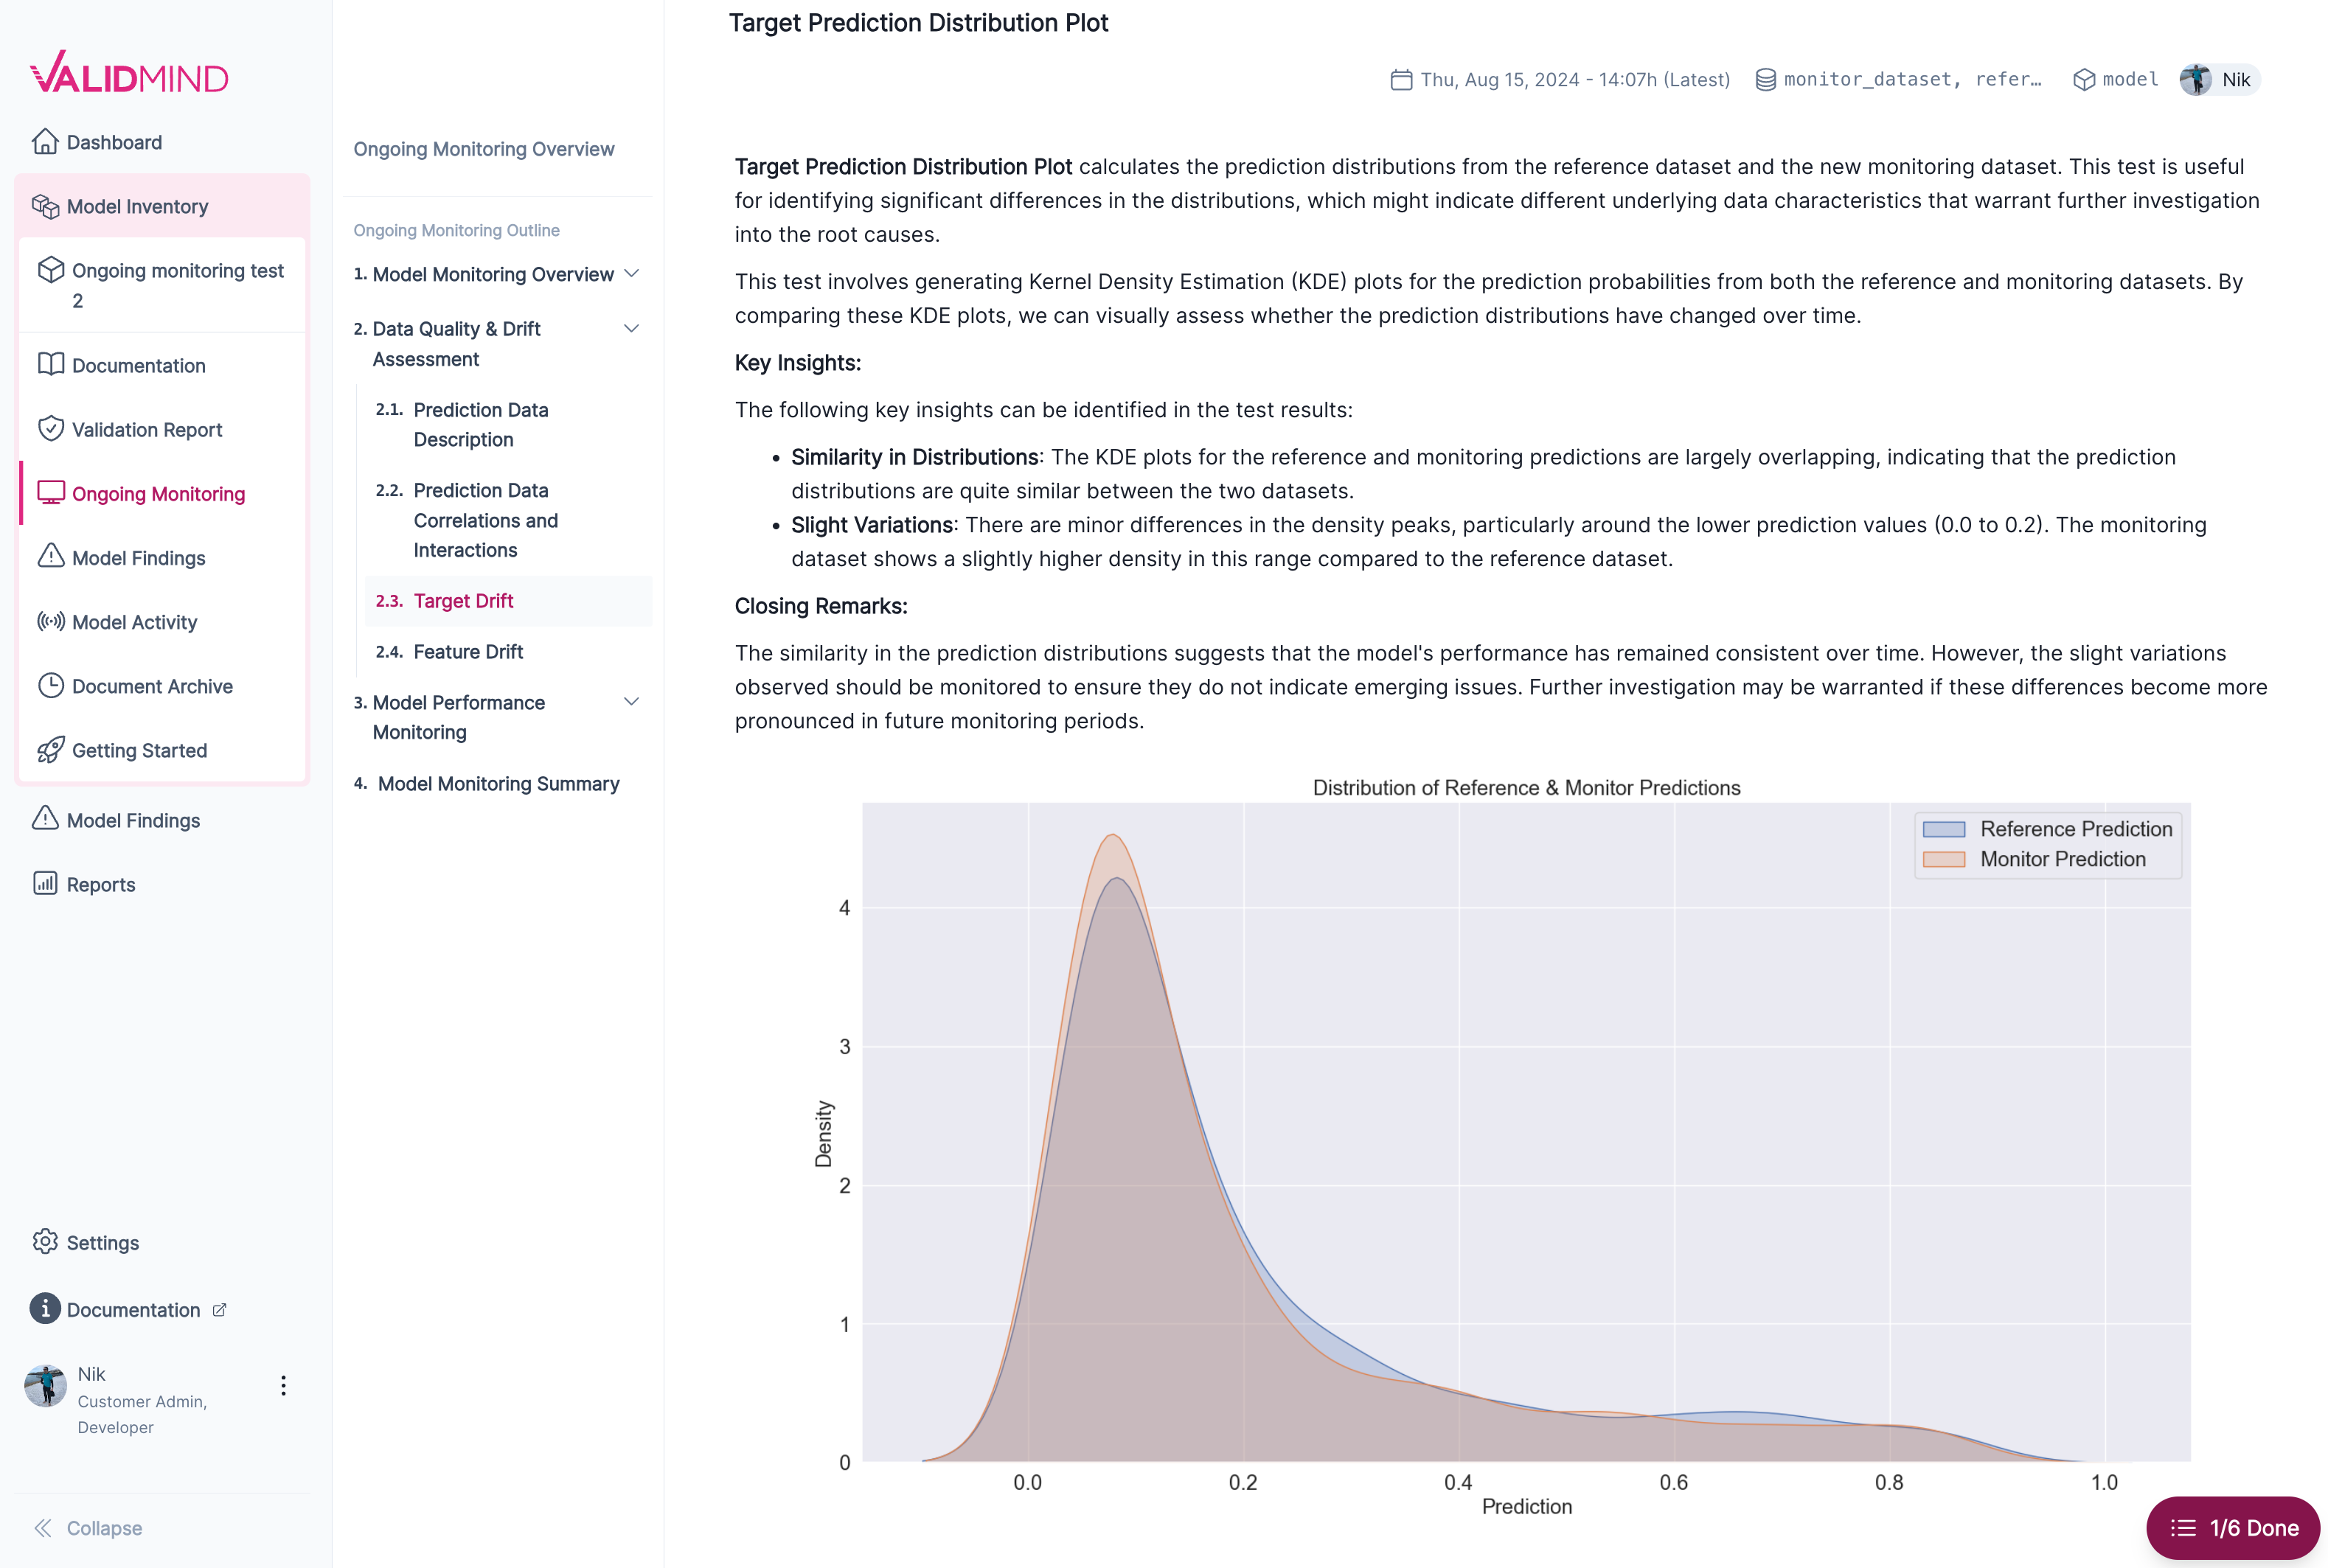 VALIDMIND
Dashboard
Model Inventory
Ongoing monitoring test
2
Documentation
Validation Report
Ongoing Monitoring
Model Findings
Model Activity
Document Archive
Getting Started
Model Findings
Reports
Settings
Documentation
Nik
Customer Admin,
Developer
Collapse
Ongoing Monitoring Overview
Ongoing Monitoring Outline
1. Model Monitoring Overview
2. Data Quality & Drift
Assessment
2.1. Prediction Data
Description
2.2. Prediction Data
Correlations and
Interactions
2.3. Target Drift
2.4. Feature Drift
3. Model Performance
Monitoring
4. Model Monitoring Summary
Target Prediction Distribution Plot
Thu, Aug 15, 2024 - 14:07h (Latest) monitor_dataset, refer… model Nik
Target Prediction Distribution Plot calculates the prediction distributions from the reference dataset and the new monitoring dataset. This test is useful
for identifying significant differences in the distributions, which might indicate different underlying data characteristics that warrant further investigation
into the root causes.
This test involves generating Kernel Density Estimation (KDE) plots for the prediction probabilities from both the reference and monitoring datasets. By
comparing these KDE plots, we can visually assess whether the prediction distributions have changed over time.
Key Insights:
The following key insights can be identified in the test results:
• Similarity in Distributions: The KDE plots for the reference and monitoring predictions are largely overlapping, indicating that the prediction
distributions are quite similar between the two datasets.
• Slight Variations: There are minor differences in the density peaks, particularly around the lower prediction values (0.0 to 0.2). The monitoring
dataset shows a slightly higher density in this range compared to the reference dataset.
Closing Remarks:
The similarity in the prediction distributions suggests that the model's performance has remained consistent over time. However, the slight variations
observed should be monitored to ensure they do not indicate emerging issues. Further investigation may be warranted if these differences become more
pronounced in future monitoring periods.
Distribution of Reference & Monitor Predictions
Reference Prediction
Monitor Prediction
Density
4
3
2
1
0
0.0 0.2 0.4 0.6 0.8 1.0
Prediction
1/6 Done